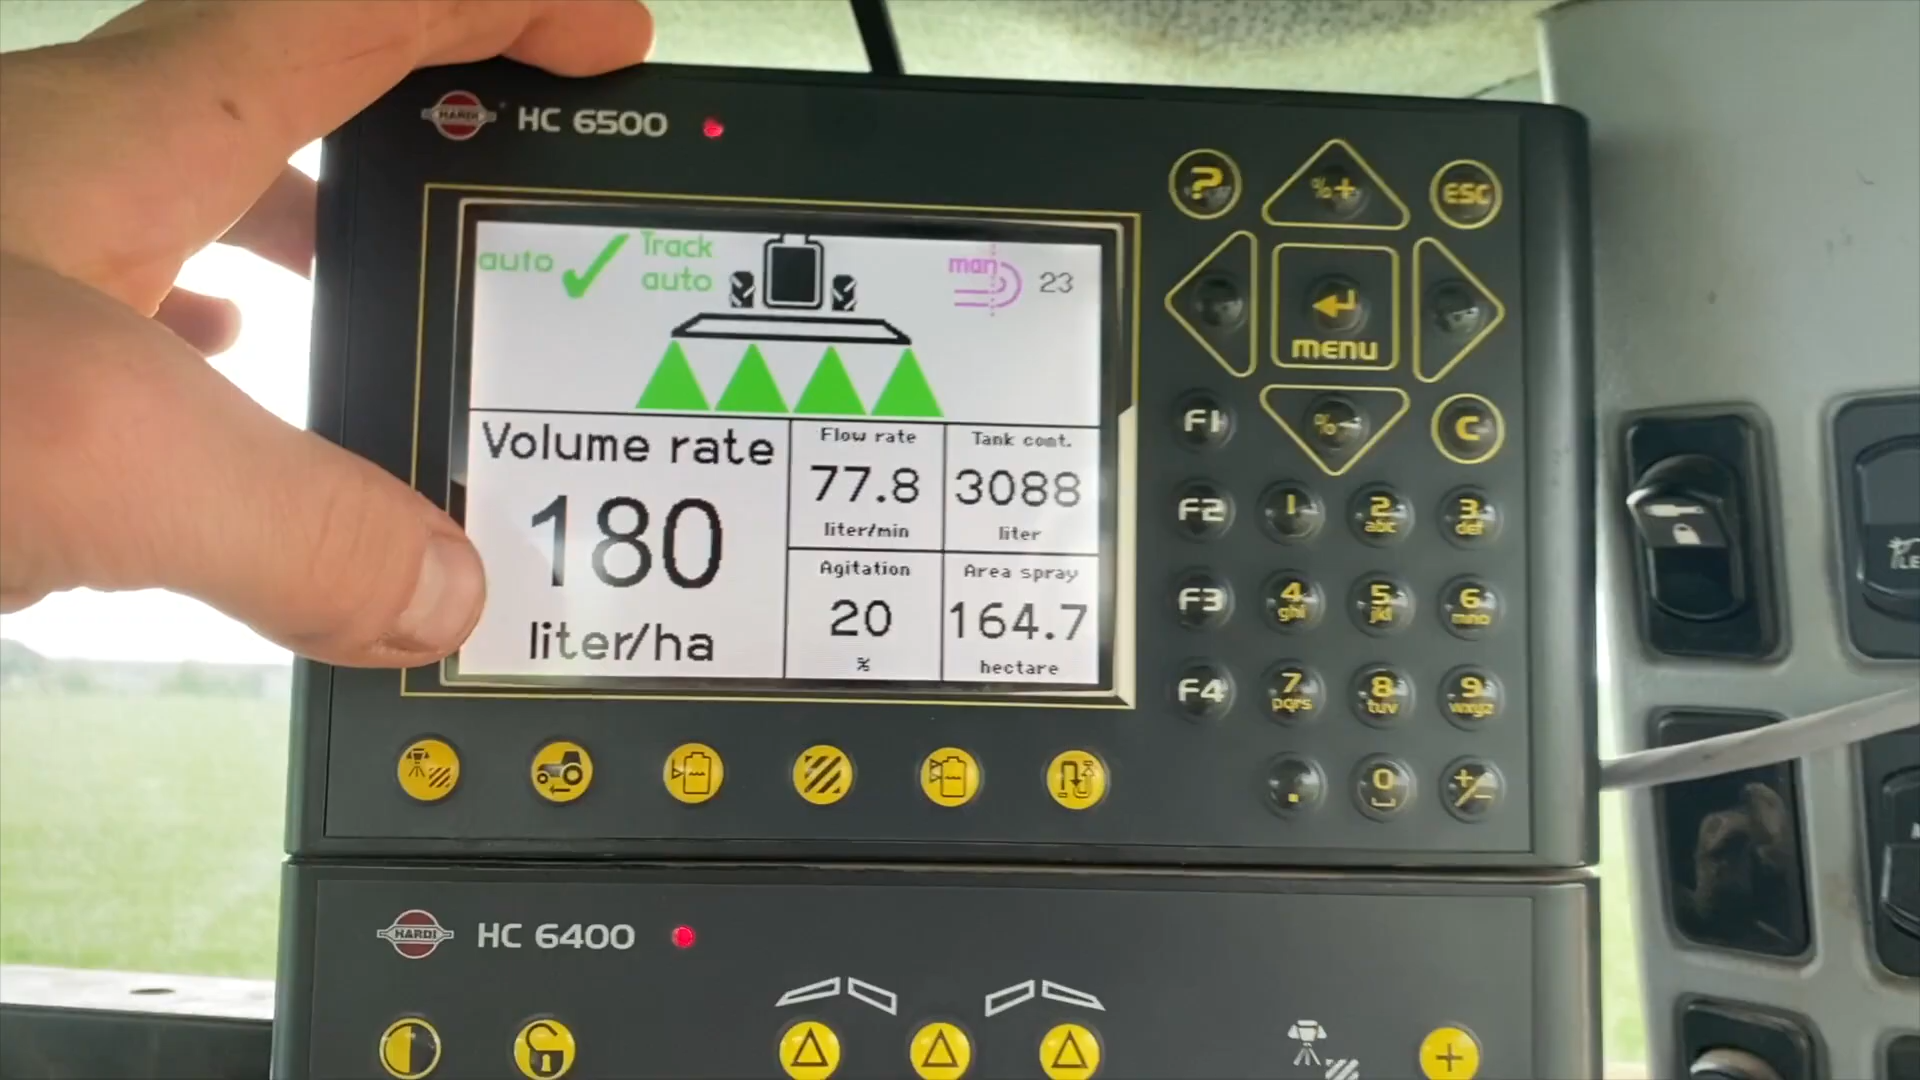 HARDI HC 6500
auto
Track
auto
man
23
Volume rate
180
liter/ha
Flow rate
77.8
liter/min
Tank cont.
3088
liter
Agitation
20
%
Area spray
164.7
hectare
?
%+
ESC
menu
%-
C
F1
F2
F3
F4
1
2 abc
3 def
4 ghi
5 jkl
6 mno
7 pqrs
8 tuv
9 wxyz
.
0
+/-
HARDI HC 6400
+